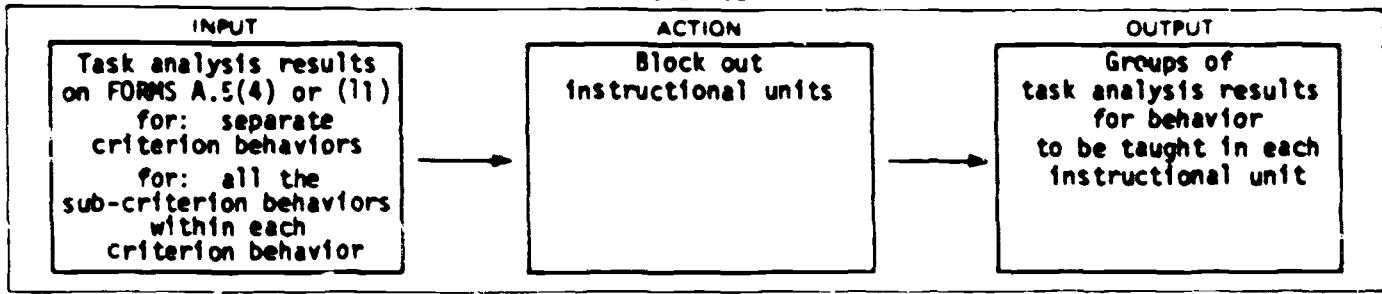 INPUT
Task analysis results
on FORMS A.5(4) or (11)
for: separate
criterion behaviors
for: all the
sub-criterion behaviors
within each
criterion behavior
ACTION
Block out
instructional units
OUTPUT
Groups of
task analysis results
for behavior
to be taught in each
instructional unit